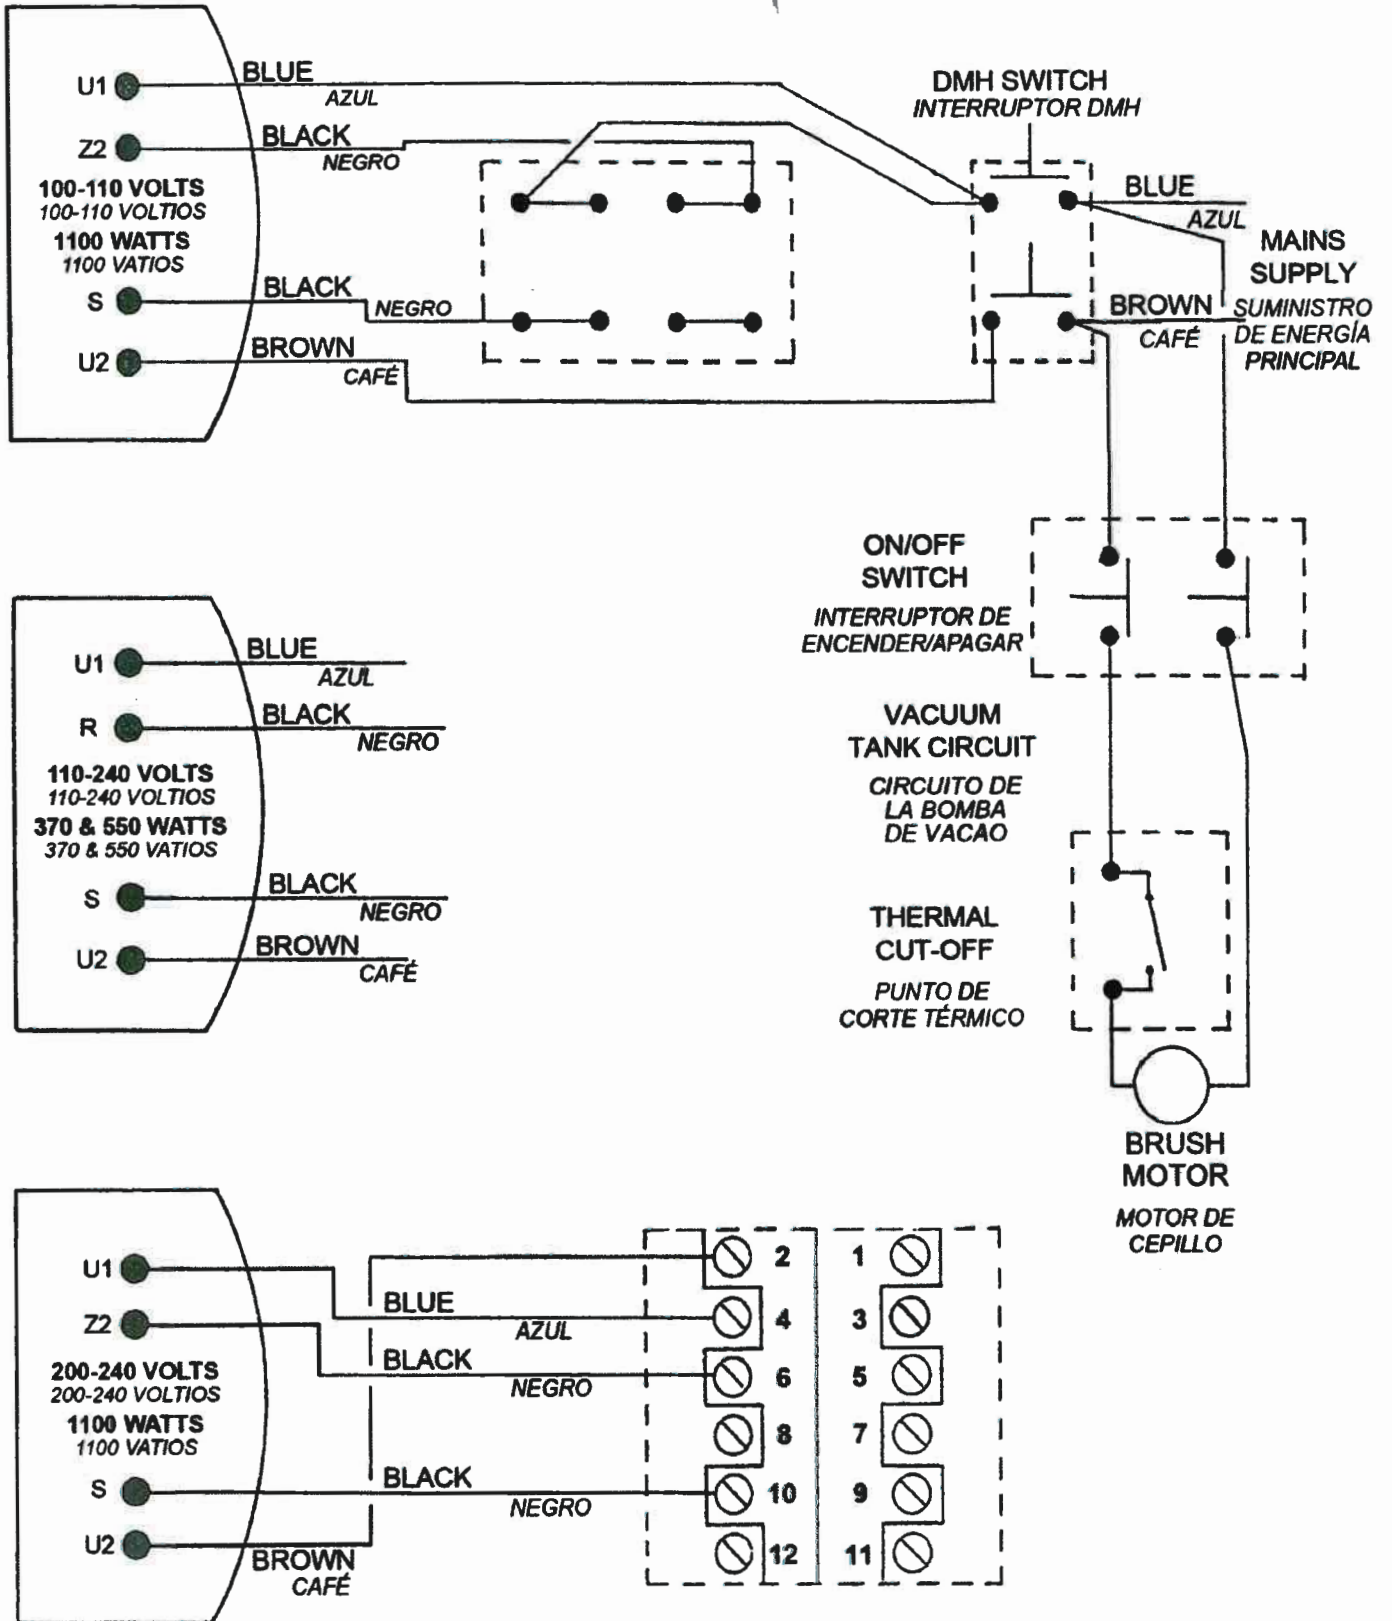 U1
BLUE
AZUL
Z2
BLACK
NEGRO
100-110 VOLTS
100-110 VOLTIOS
1100 WATTS
1100 VATIOS
S
BLACK
NEGRO
U2
BROWN
CAFÉ
DMH SWITCH
INTERRUPTOR DMH
BLUE
AZUL
MAINS
SUPPLY
SUMINISTRO
DE ENERGÍA
PRINCIPAL
BROWN
CAFÉ
ON/OFF
SWITCH
INTERRUPTOR DE
ENCENDER/APAGAR
VACUUM
TANK CIRCUIT
CIRCUITO DE
LA BOMBA
DE VACAO
THERMAL
CUT-OFF
PUNTO DE
CORTE TÉRMICO
BRUSH
MOTOR
MOTOR DE
CEPILLO
U1
BLUE
AZUL
R
BLACK
NEGRO
110-240 VOLTS
110-240 VOLTIOS
370 & 550 WATTS
370 & 550 VATIOS
S
BLACK
NEGRO
U2
BROWN
CAFÉ
U1
BLUE
AZUL
Z2
BLACK
NEGRO
200-240 VOLTS
200-240 VOLTIOS
1100 WATTS
1100 VATIOS
S
BLACK
NEGRO
U2
BROWN
CAFÉ
2 1
4 3
6 5
8 7
10 9
12 11